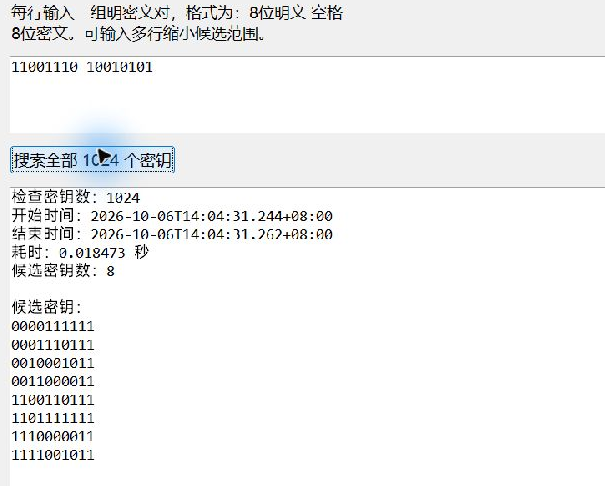 每行输入一组明密文对，格式为：8位明文 空格
8位密文。可输入多行缩小候选范围。
11001110 10010101
搜索全部 1024 个密钥
检查密钥数：1024
开始时间：2026-10-06T14:04:31.244+08:00
结束时间：2026-10-06T14:04:31.262+08:00
耗时：0.018473 秒
候选密钥数：8
候选密钥：
0000111111
0001110111
0010001011
0011000011
1100110111
1101111111
1110000011
1111001011